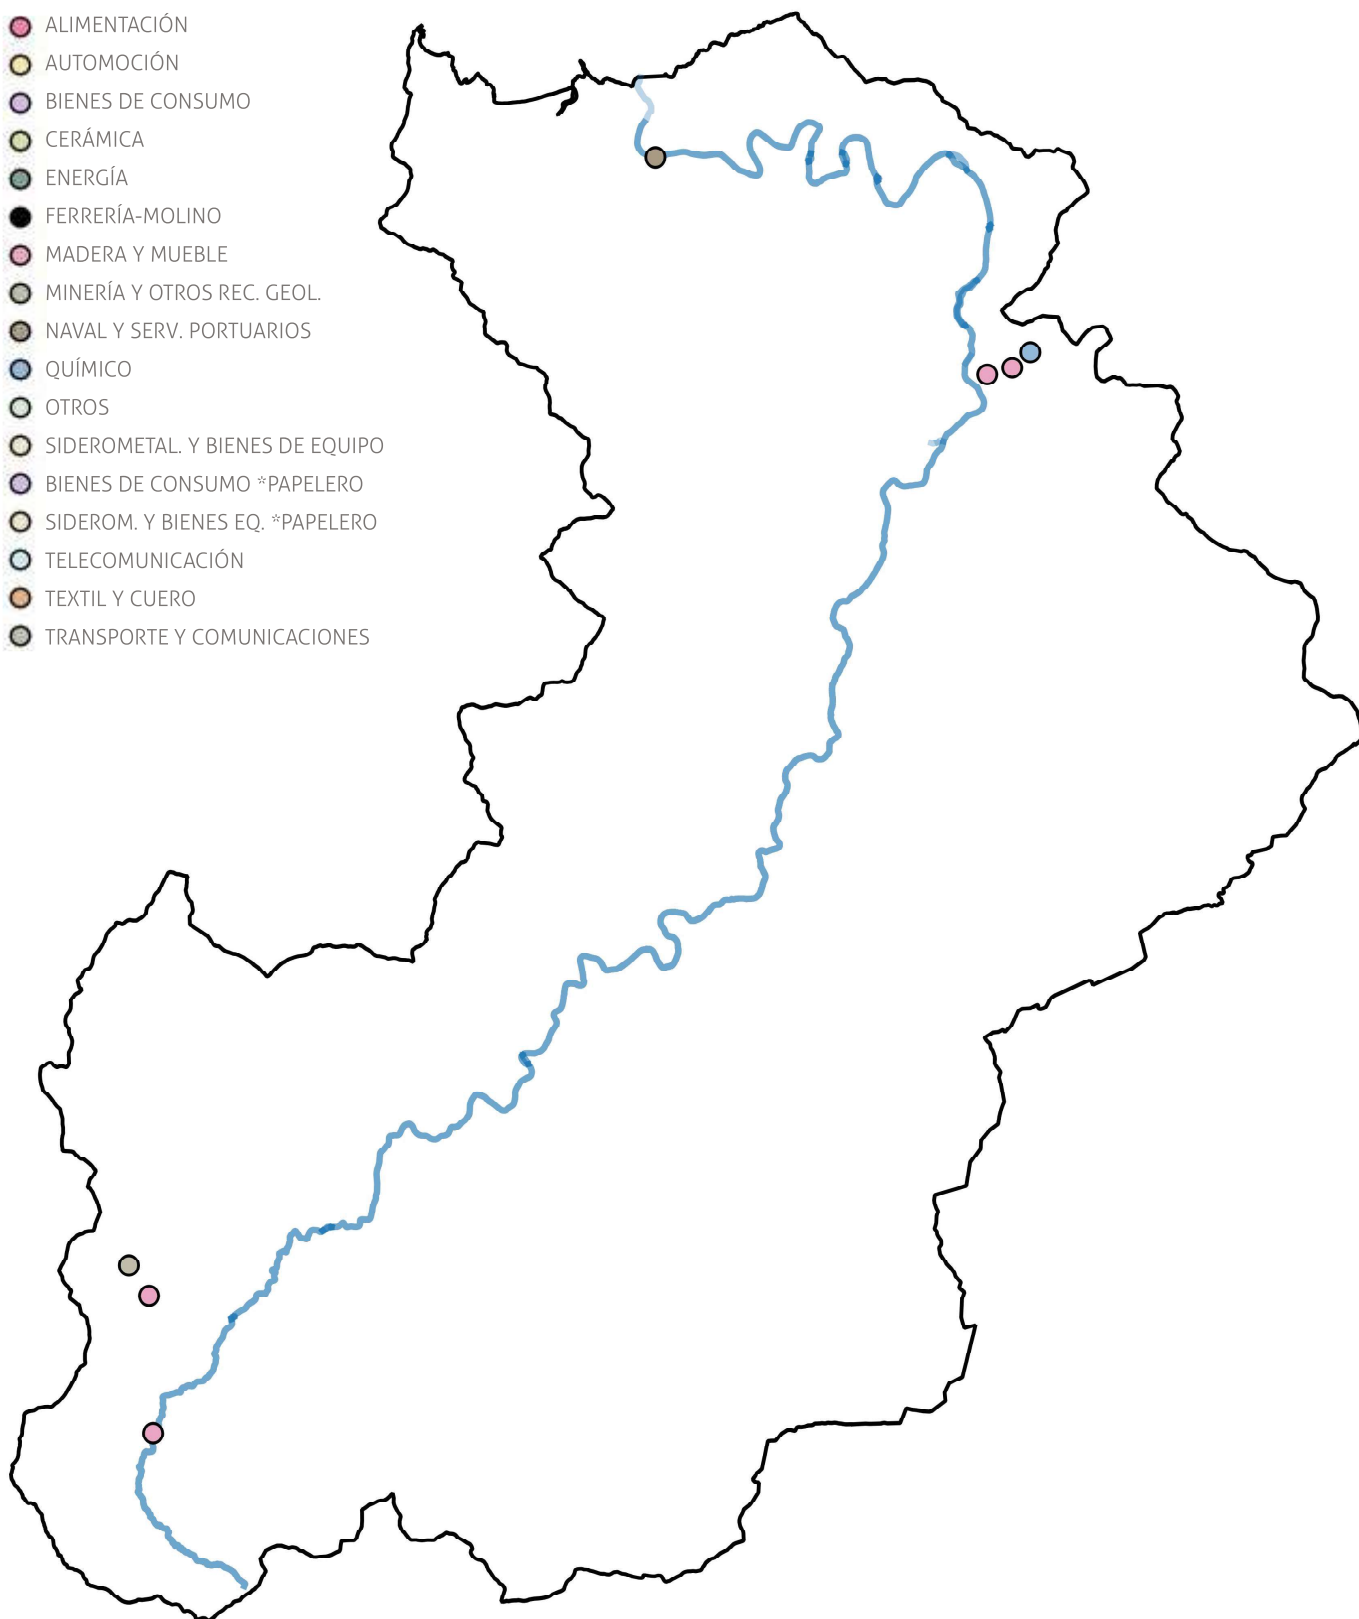 ALIMENTACIÓN
AUTOMOCIÓN
BIENES DE CONSUMO
CERÁMICA
ENERGÍA
FERRERÍA-MOLINO
MADERA Y MUEBLE
MINERÍA Y OTROS REC. GEOL.
NAVAL Y SERV. PORTUARIOS
QUÍMICO
OTROS
SIDEROMETAL. Y BIENES DE EQUIPO
BIENES DE CONSUMO *PAPELERO
SIDEROM. Y BIENES EQ. *PAPELERO
TELECOMUNICACIÓN
TEXTIL Y CUERO
TRANSPORTE Y COMUNICACIONES